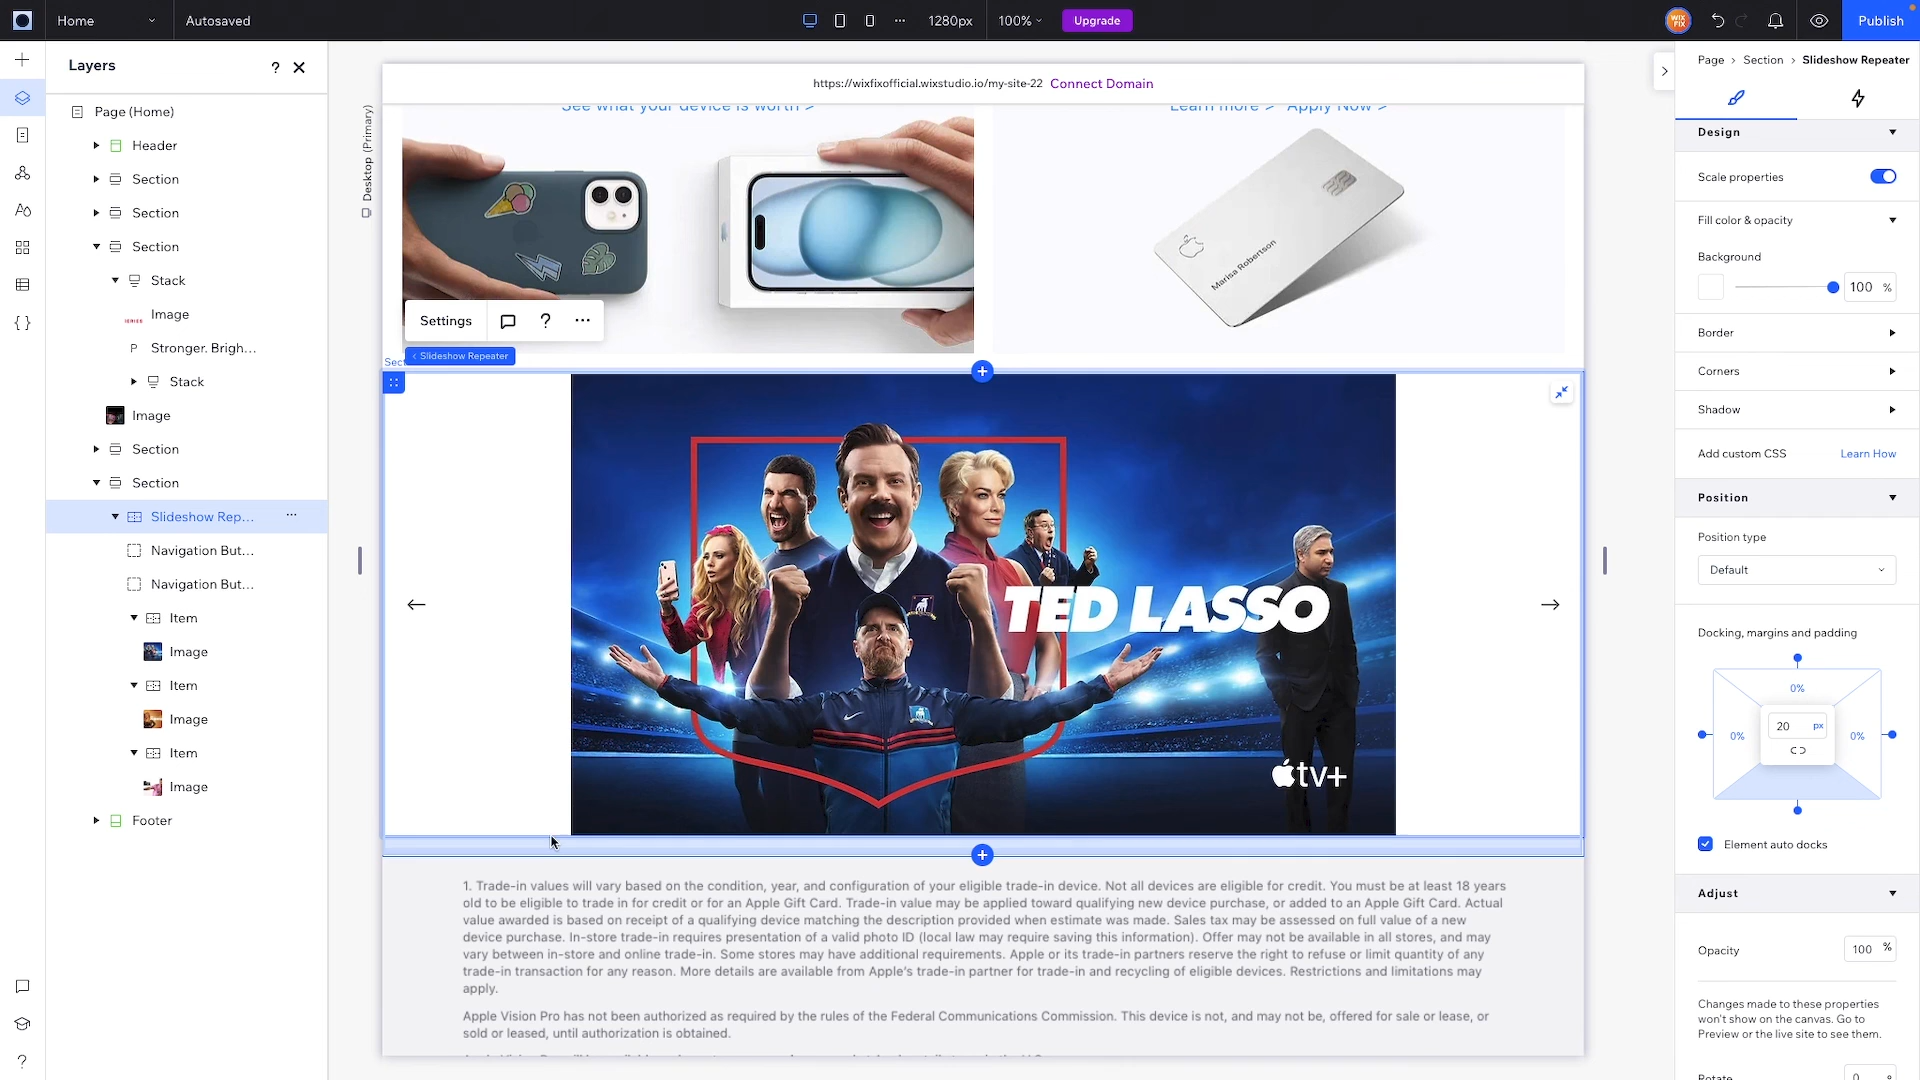 Home
Autosaved
1280px
100%
Upgrade
WIX
FIX
Publish
Layers
?
Page (Home)
Header
Section
Section
Section
Stack
Image
P Stronger. Brigh...
Stack
Image
Section
Section
Slideshow Rep...
Navigation But...
Navigation But...
Item
Image
Item
Image
Item
Image
Footer
Desktop (Primary)
https://wixfixofficial.wixstudio.io/my-site-22 Connect Domain
See what your device is worth >
Learn more > Apply Now >
Marisa Robertson
Settings
?
Sect
< Slideshow Repeater
TED LASSO
tv+
1. Trade-in values will vary based on the condition, year, and configuration of your eligible trade-in device. Not all devices are eligible for credit. You must be at least 18 years
old to be eligible to trade in for credit or for an Apple Gift Card. Trade-in value may be applied toward qualifying new device purchase, or added to an Apple Gift Card. Actual
value awarded is based on receipt of a qualifying device matching the description provided when estimate was made. Sales tax may be assessed on full value of a new
device purchase. In-store trade-in requires presentation of a valid photo ID (local law may require saving this information). Offer may not be available in all stores, and may
vary between in-store and online trade-in. Some stores may have additional requirements. Apple or its trade-in partners reserve the right to refuse or limit quantity of any
trade-in transaction for any reason. More details are available from Apple's trade-in partner for trade-in and recycling of eligible devices. Restrictions and limitations may
apply.
Apple Vision Pro has not been authorized as required by the rules of the Federal Communications Commission. This device is not, and may not be, offered for sale or lease, or
sold or leased, until authorization is obtained.
Page > Section > Slideshow Repeater
Design
Scale properties
Fill color & opacity
Background
100 %
Border
Corners
Shadow
Add custom CSS
Learn How
Position
Position type
Default
Docking, margins and padding
0%
0%
20 px
0%
Element auto docks
Adjust
Opacity
100 %
Changes made to these properties
won't show on the canvas. Go to
Preview or the live site to see them.
Rotate
0 °